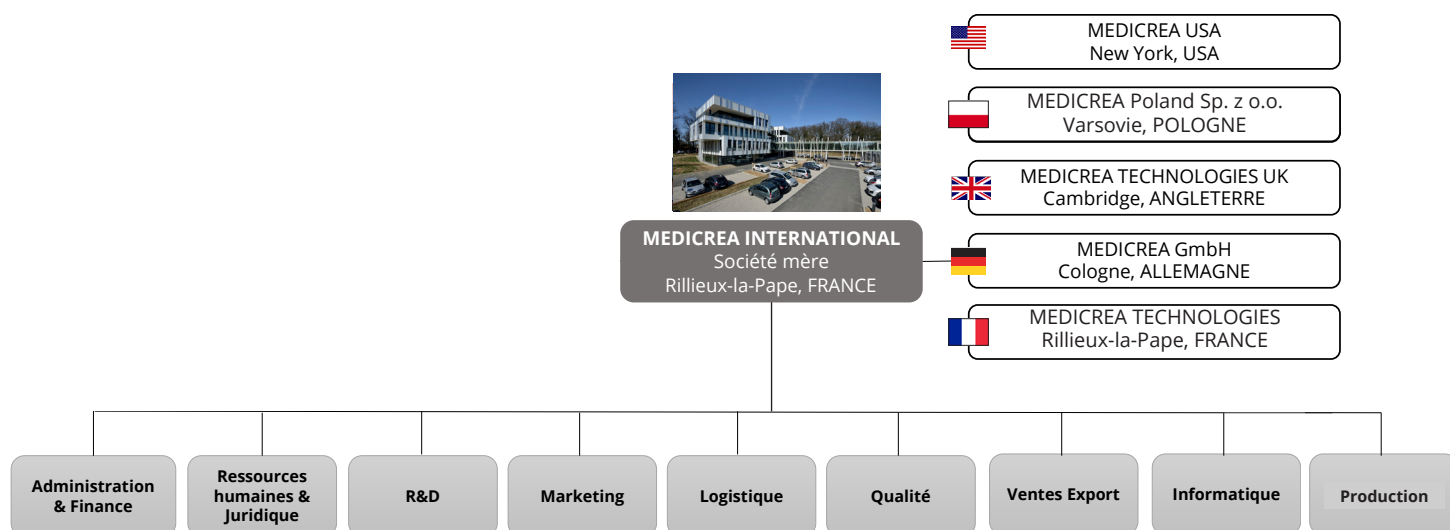 MEDICREA USA
New York, USA
MEDICREA Poland Sp. z o.o.
Varsovie, POLOGNE
MEDICREA TECHNOLOGIES UK
Cambridge, ANGLETERRE
MEDICREA INTERNATIONAL
Société mère
Rillieux-la-Pape, FRANCE
MEDICREA GmbH
Cologne, ALLEMAGNE
MEDICREA TECHNOLOGIES
Rillieux-la-Pape, FRANCE
Administration
& Finance
Ressources
humaines &
Juridique
R&D
Marketing
Logistique
Qualité
Ventes Export
Informatique
Production